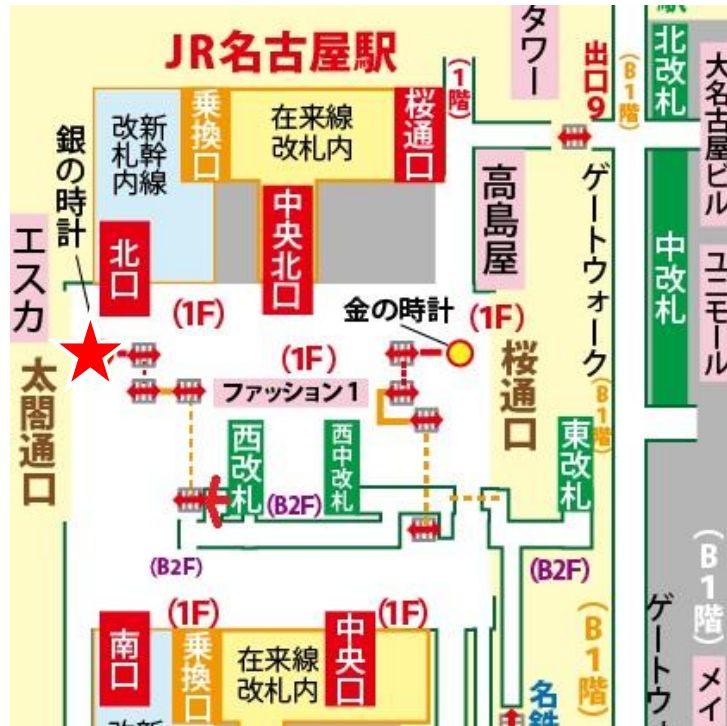 JR名古屋駅
タワー
出口9
(B1階)
駅
北改札
大名古屋ビル
(1階)
新幹線
改札内
乗換口
在来線
改札内
桜通口
銀の時計
エスカ
北口
中央北口
高島屋
ゲートウォーク
中改札
ユニモール
(1F)
金の時計
(1F)
(1F)
ファッション1
桜通口
(B1階)
太閤通口
西改札
西中改札
東改札
(B2F)
(B2F)
(B2F)
(B1階)
(1F)
(1F)
南口
乗換口
在来線
改札内
中央口
(B1階)
ゲートウ
メイ
名鉄